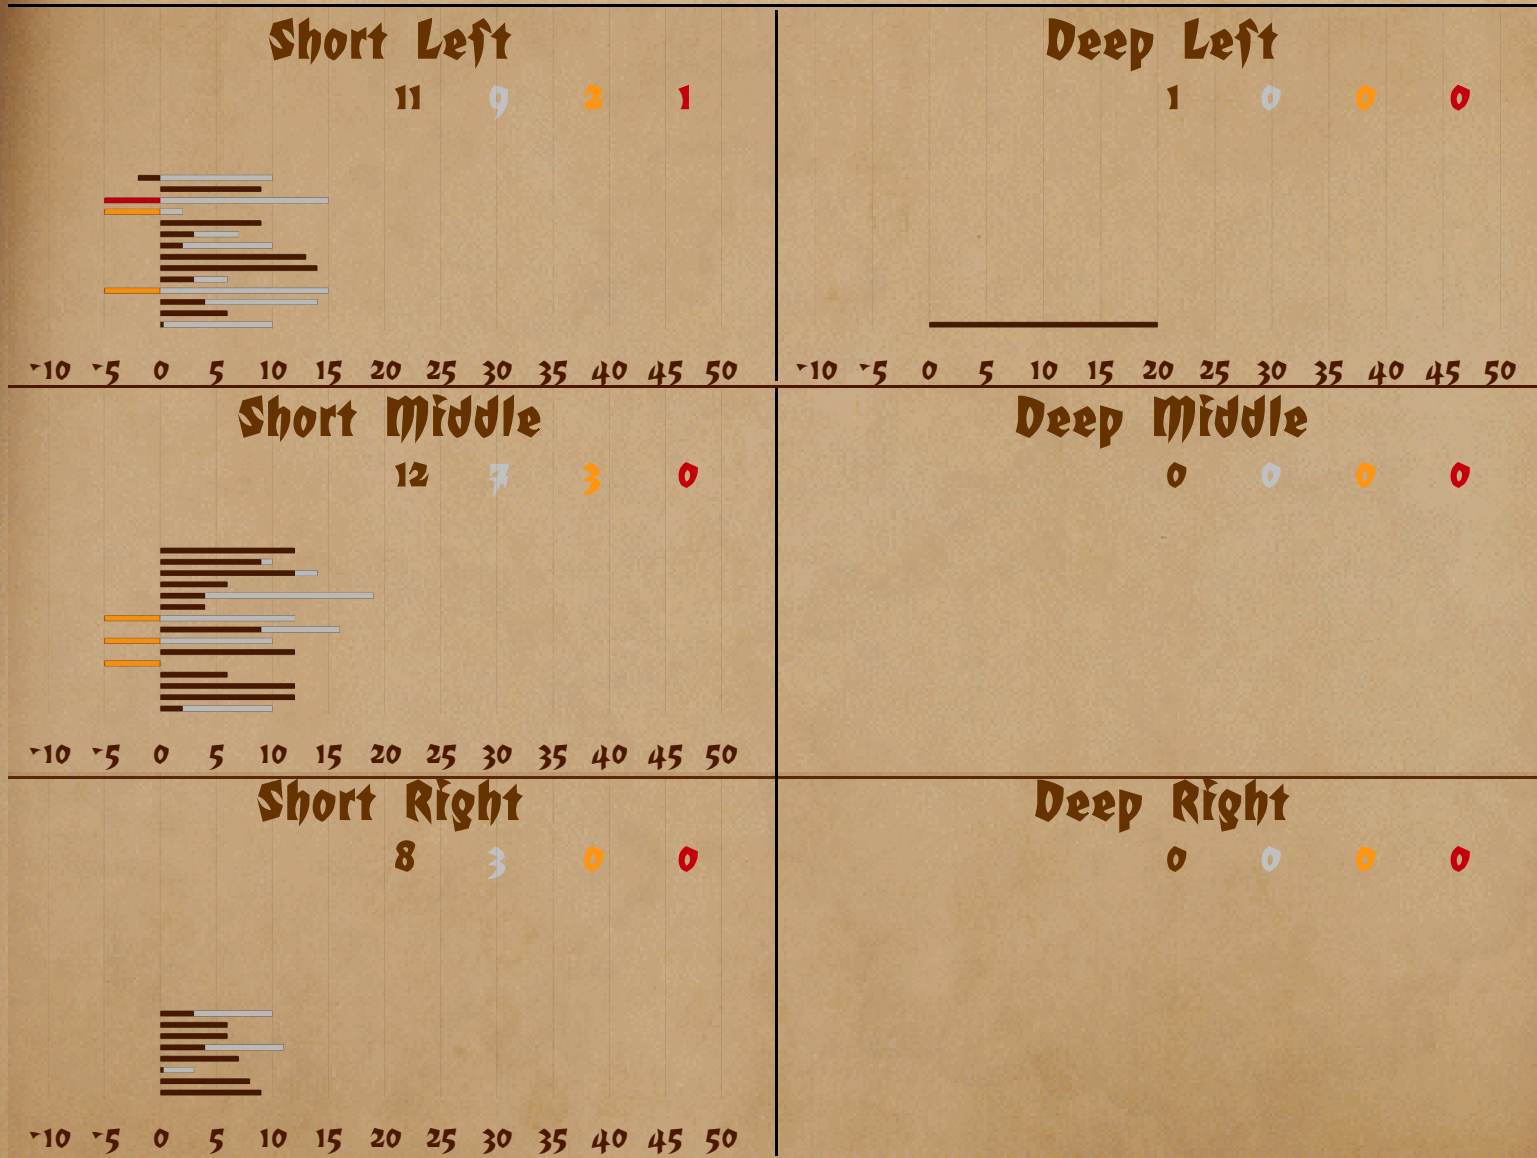 Short Left
11 9 2 1
-10 -5 0 5 10 15 20 25 30 35 40 45 50
Deep Left
1 0 0 0
-10 -5 0 5 10 15 20 25 30 35 40 45 50
Short Middle
12 7 3 0
-10 -5 0 5 10 15 20 25 30 35 40 45 50
Deep Middle
0 0 0 0
Short Right
8 3 0 0
-10 -5 0 5 10 15 20 25 30 35 40 45 50
Deep Right
0 0 0 0